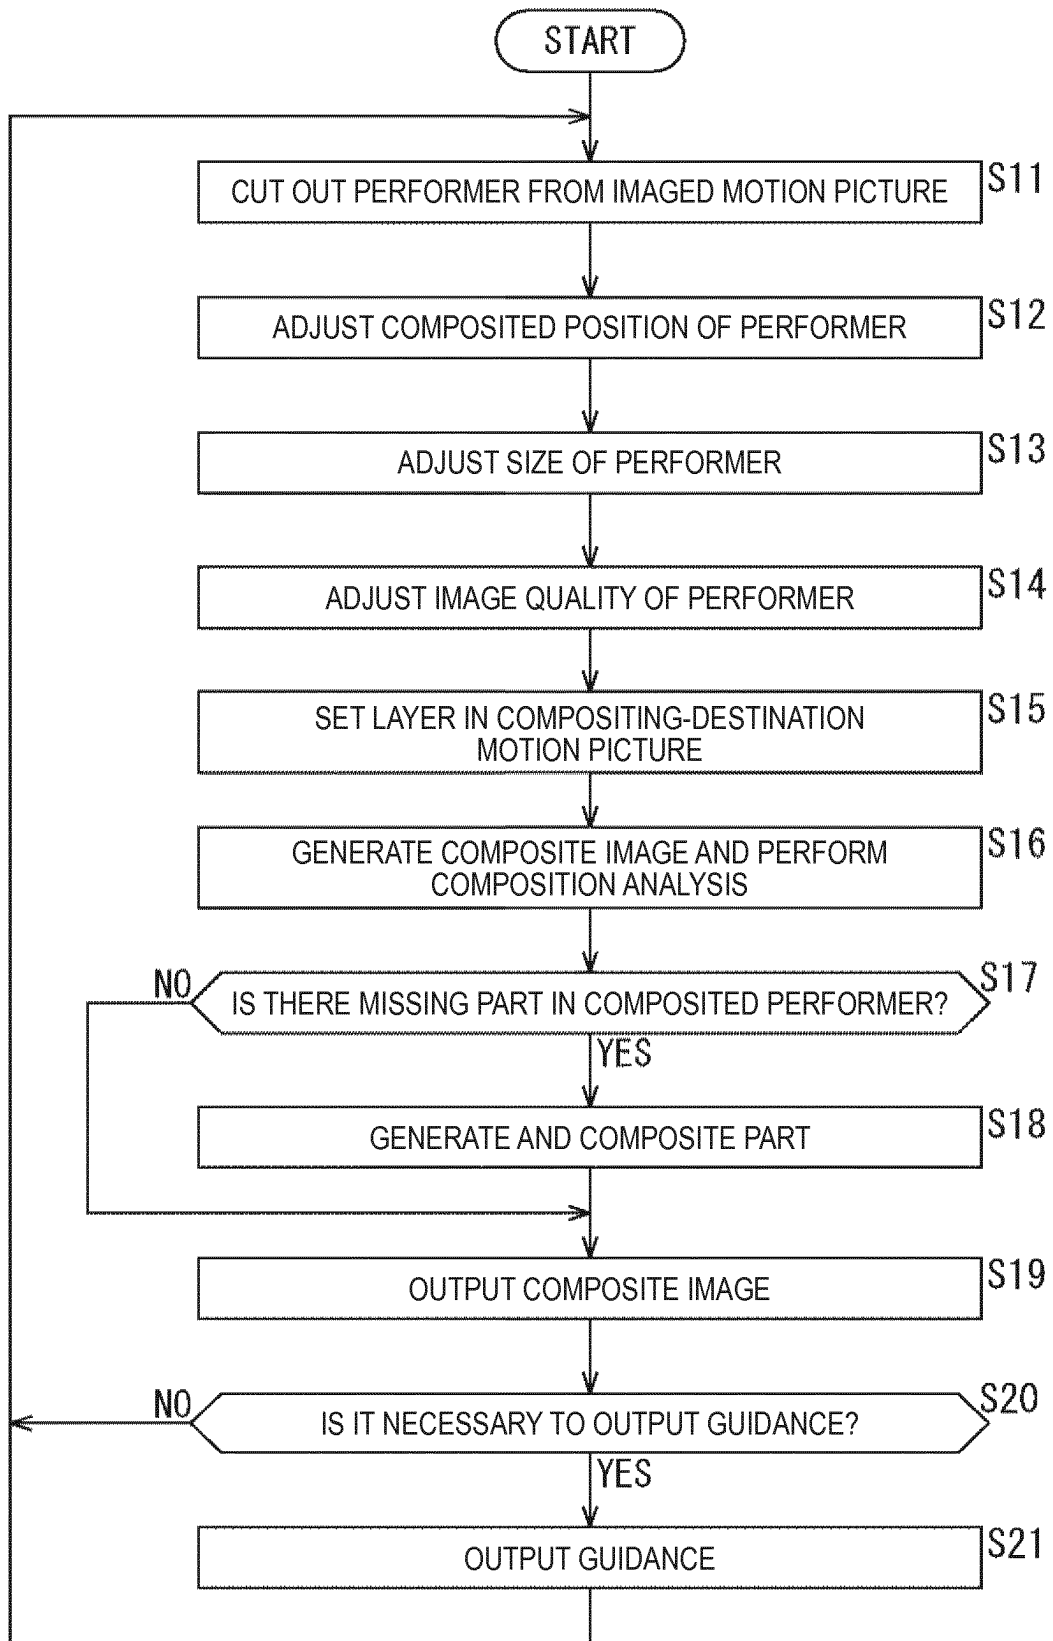 START
CUT OUT PERFORMER FROM IMAGED MOTION PICTURE
S11
ADJUST COMPOSITED POSITION OF PERFORMER
S12
ADJUST SIZE OF PERFORMER
S13
ADJUST IMAGE QUALITY OF PERFORMER
S14
SET LAYER IN COMPOSITING-DESTINATION
MOTION PICTURE
S15
GENERATE COMPOSITE IMAGE AND PERFORM
COMPOSITION ANALYSIS
S16
NO
IS THERE MISSING PART IN COMPOSITED PERFORMER?
S17
YES
GENERATE AND COMPOSITE PART
S18
OUTPUT COMPOSITE IMAGE
S19
NO
IS IT NECESSARY TO OUTPUT GUIDANCE?
S20
YES
OUTPUT GUIDANCE
S21